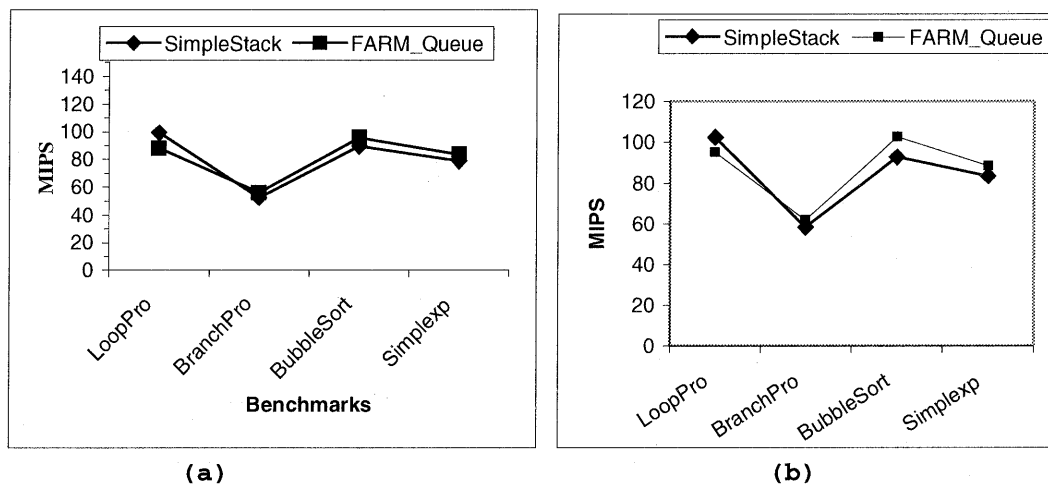 SimpleStack FARM_Queue
MIPS
140
120
100
80
60
40
20
0
LoopPro
BranchPro
BubbleSort
Simplexp
Benchmarks
(a)
SimpleStack FARM_Queue
MIPS
120
100
80
60
40
20
0
LoopPro
BranchPro
BubbleSort
Simplexp
(b)